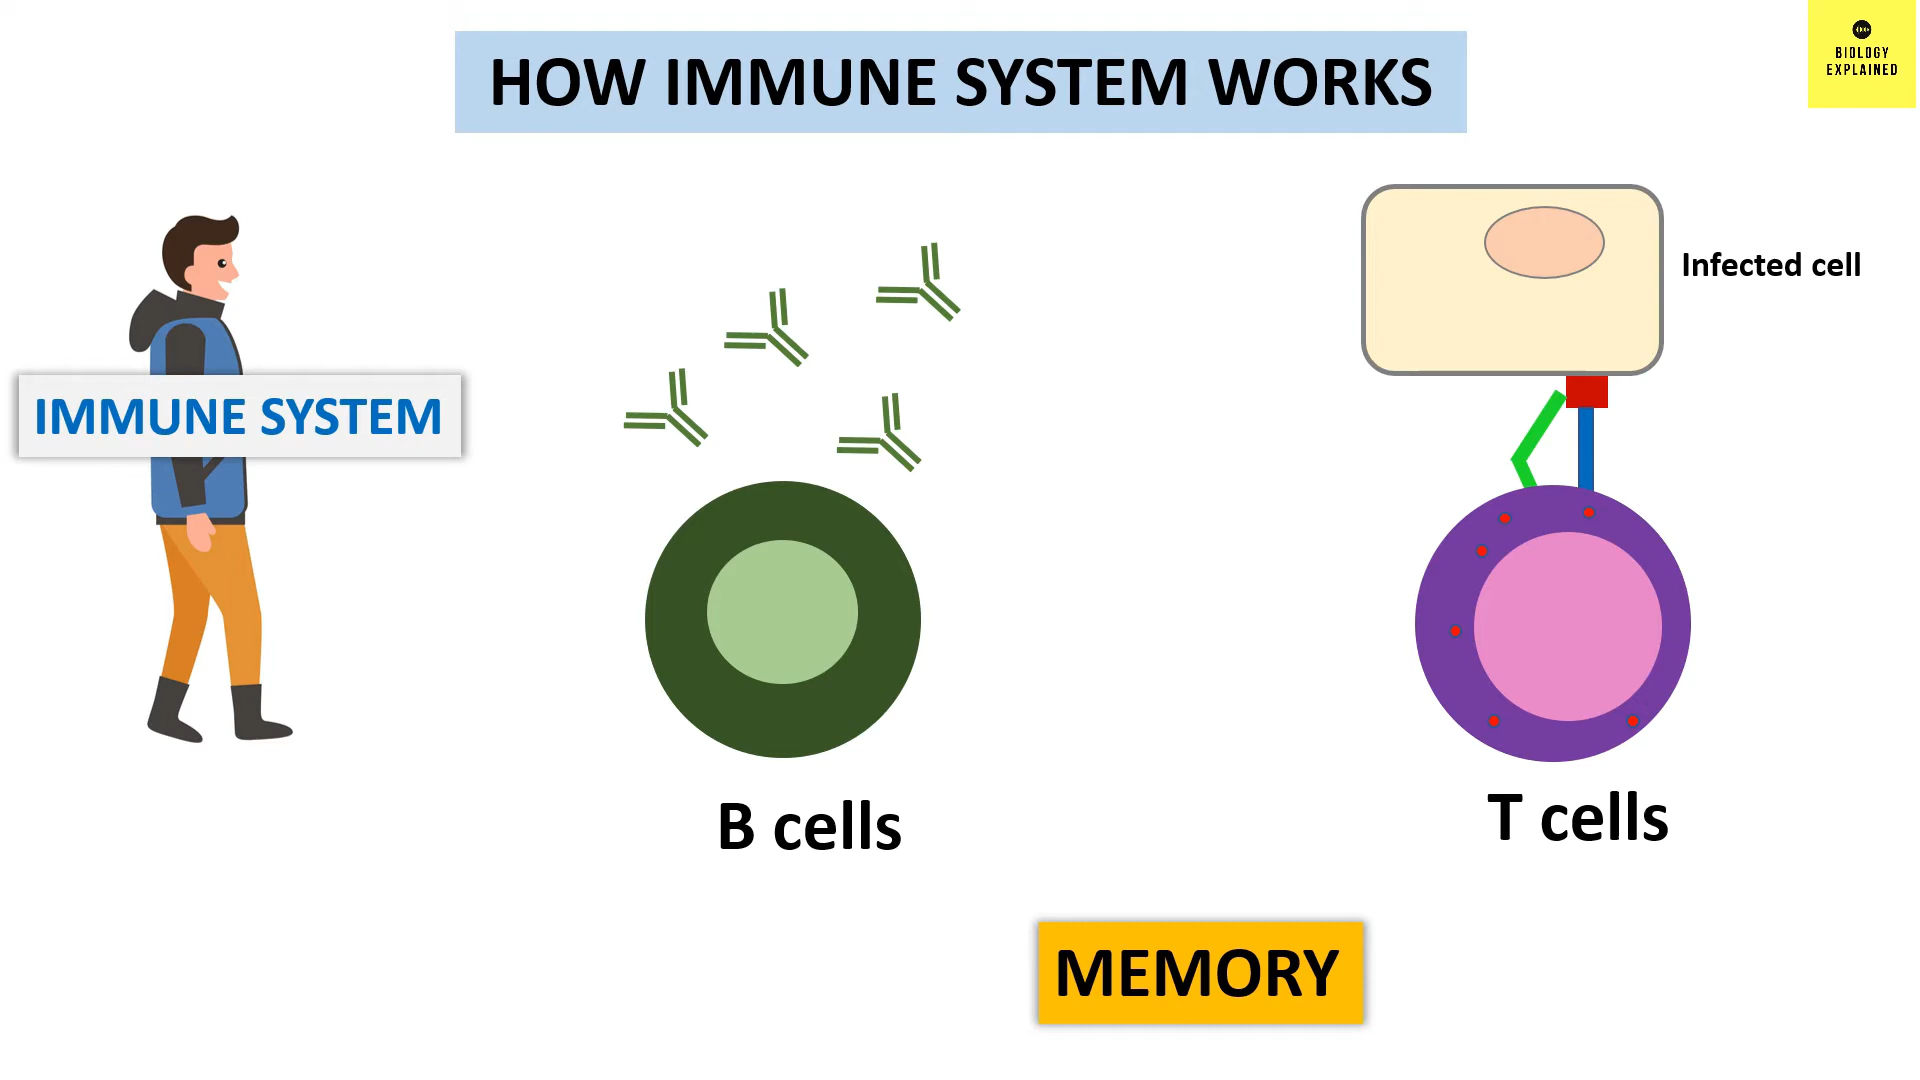 HOW IMMUNE SYSTEM WORKS
BIOLOGY
EXPLAINED
Infected cell
IMMUNE SYSTEM
B cells
T cells
MEMORY